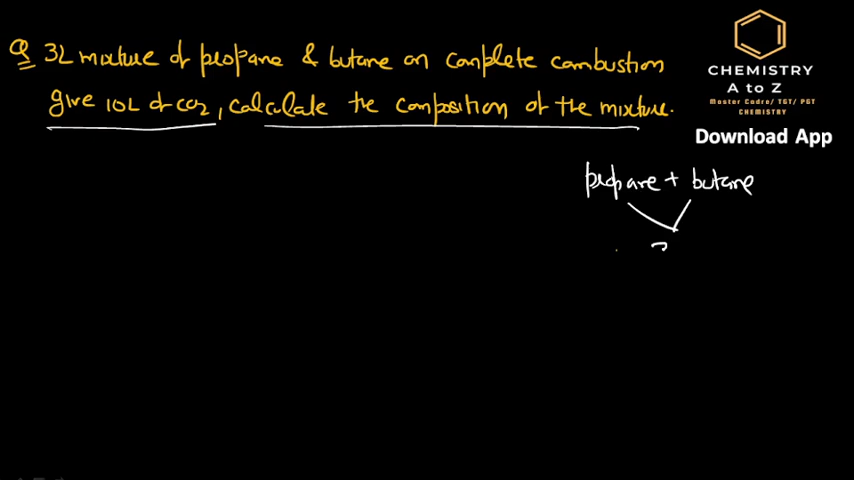 Q 3L mixture of propane & butane on complete combustion
CHEMISTRY
A to Z
Master Cadre/ TGT/ PGT
CHEMISTRY
give 10L of CO2, calculate the composition of the mixture.
Download App
propane + butane